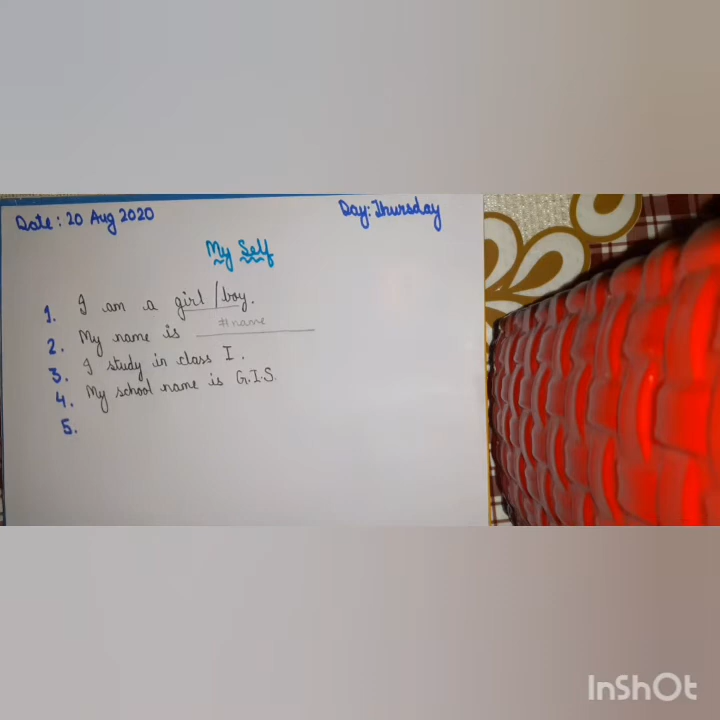 Date: 20 Aug 2020 Day: Thursday
My Self
1. I am a girl/boy.
2. My name is #name
3. I study in class I.
4. My school name is G.I.S.
5.
InShOt